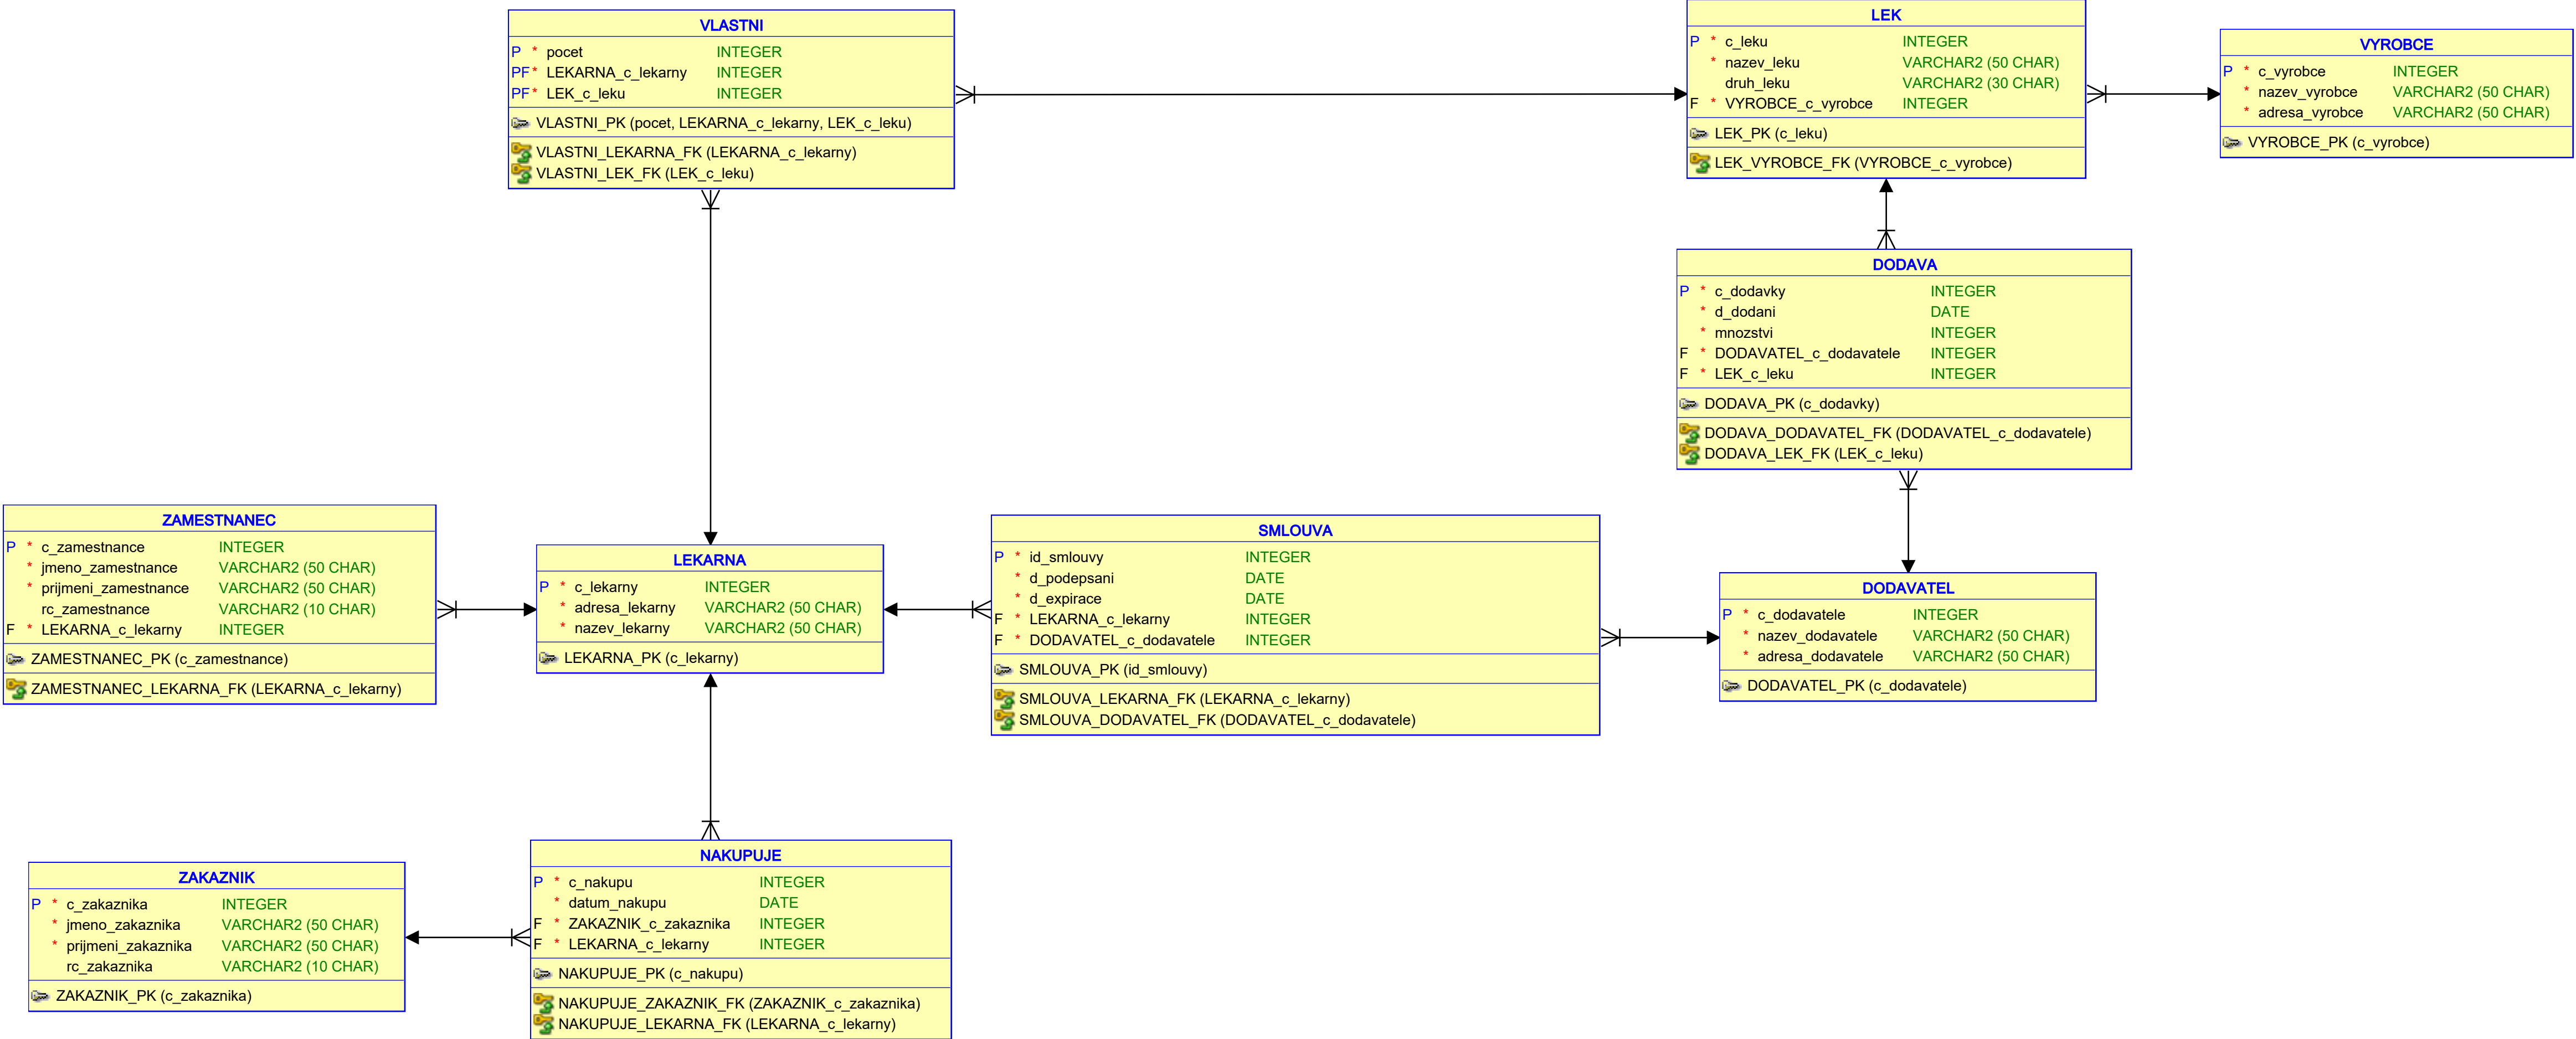 VLASTNI
P * pocet INTEGER
PF* LEKARNA_c_lekarny INTEGER
PF* LEK_c_leku INTEGER
VLASTNI_PK (pocet, LEKARNA_c_lekarny, LEK_c_leku)
VLASTNI_LEKARNA_FK (LEKARNA_c_lekarny)
VLASTNI_LEK_FK (LEK_c_leku)
LEK
P * c_leku INTEGER
* nazev_leku VARCHAR2 (50 CHAR)
druh_leku VARCHAR2 (30 CHAR)
F * VYROBCE_c_vyrobce INTEGER
LEK_PK (c_leku)
LEK_VYROBCE_FK (VYROBCE_c_vyrobce)
VYROBCE
P * c_vyrobce INTEGER
* nazev_vyrobce VARCHAR2 (50 CHAR)
* adresa_vyrobce VARCHAR2 (50 CHAR)
VYROBCE_PK (c_vyrobce)
DODAVA
P * c_dodavky INTEGER
* d_dodani DATE
* mnozstvi INTEGER
F * DODAVATEL_c_dodavatele INTEGER
F * LEK_c_leku INTEGER
DODAVA_PK (c_dodavky)
DODAVA_DODAVATEL_FK (DODAVATEL_c_dodavatele)
DODAVA_LEK_FK (LEK_c_leku)
ZAMESTNANEC
P * c_zamestnance INTEGER
* jmeno_zamestnance VARCHAR2 (50 CHAR)
* prijmeni_zamestnance VARCHAR2 (50 CHAR)
rc_zamestnance VARCHAR2 (10 CHAR)
F * LEKARNA_c_lekarny INTEGER
ZAMESTNANEC_PK (c_zamestnance)
ZAMESTNANEC_LEKARNA_FK (LEKARNA_c_lekarny)
LEKARNA
P * c_lekarny INTEGER
* adresa_lekarny VARCHAR2 (50 CHAR)
* nazev_lekarny VARCHAR2 (50 CHAR)
LEKARNA_PK (c_lekarny)
SMLOUVA
P * id_smlouvy INTEGER
* d_podepsani DATE
* d_expirace DATE
F * LEKARNA_c_lekarny INTEGER
F * DODAVATEL_c_dodavatele INTEGER
SMLOUVA_PK (id_smlouvy)
SMLOUVA_LEKARNA_FK (LEKARNA_c_lekarny)
SMLOUVA_DODAVATEL_FK (DODAVATEL_c_dodavatele)
DODAVATEL
P * c_dodavatele INTEGER
* nazev_dodavatele VARCHAR2 (50 CHAR)
* adresa_dodavatele VARCHAR2 (50 CHAR)
DODAVATEL_PK (c_dodavatele)
ZAKAZNIK
P * c_zakaznika INTEGER
* jmeno_zakaznika VARCHAR2 (50 CHAR)
* prijmeni_zakaznika VARCHAR2 (50 CHAR)
rc_zakaznika VARCHAR2 (10 CHAR)
ZAKAZNIK_PK (c_zakaznika)
NAKUPUJE
P * c_nakupu INTEGER
* datum_nakupu DATE
F * ZAKAZNIK_c_zakaznika INTEGER
F * LEKARNA_c_lekarny INTEGER
NAKUPUJE_PK (c_nakupu)
NAKUPUJE_ZAKAZNIK_FK (ZAKAZNIK_c_zakaznika)
NAKUPUJE_LEKARNA_FK (LEKARNA_c_lekarny)